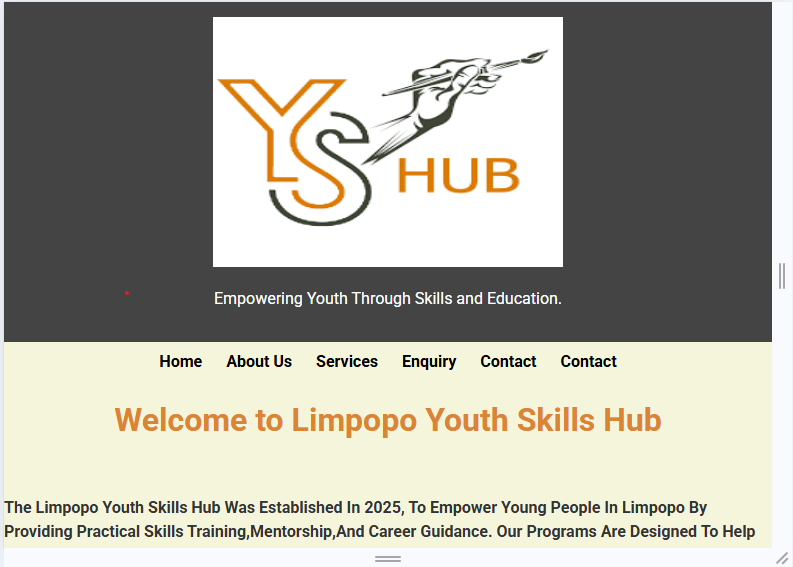 YS HUB
Empowering Youth Through Skills and Education.
Home About Us Services Enquiry Contact Contact
Welcome to Limpopo Youth Skills Hub
The Limpopo Youth Skills Hub Was Established In 2025, To Empower Young People In Limpopo By
Providing Practical Skills Training,Mentorship,And Career Guidance. Our Programs Are Designed To Help